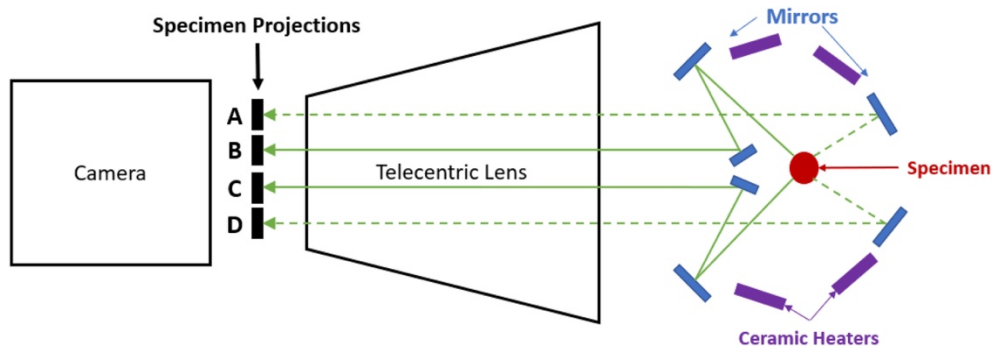 Specimen Projections
Mirrors
A
B
C
D
Camera
Telecentric Lens
Specimen
Ceramic Heaters